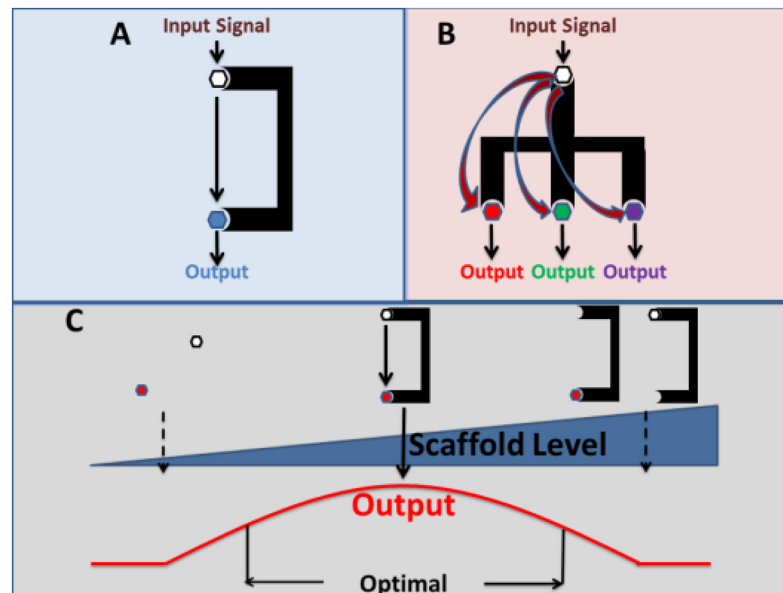 A
Input Signal
Output
B
Input Signal
Output Output Output
C
Scaffold Level
Output
Optimal